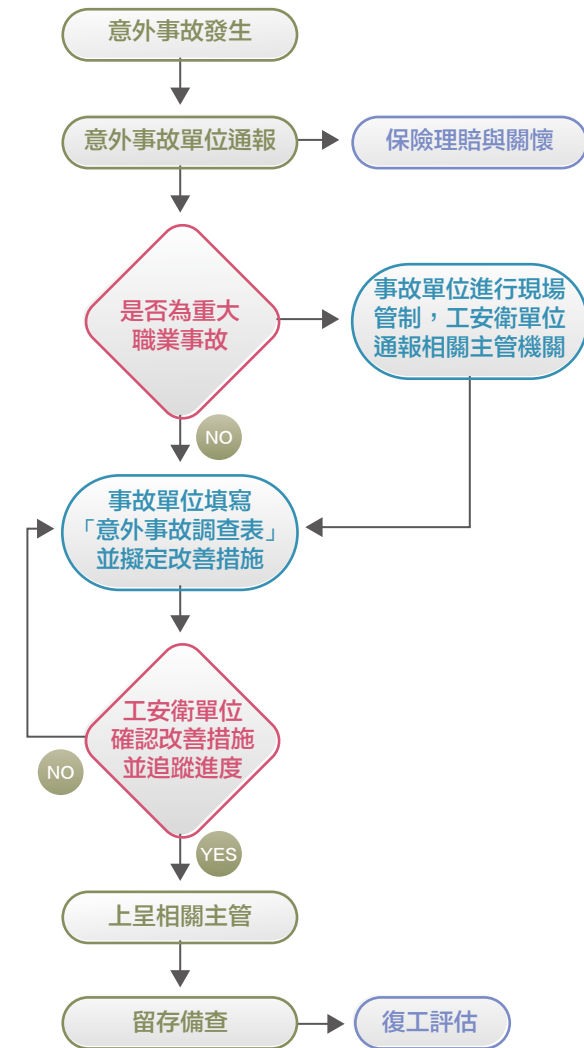 意外事故發生
意外事故單位通報
保險理賠與關懷
是否為重大
職業事故
事故單位進行現場
管制，工安衛單位
通報相關主管機關
NO
事故單位填寫
「意外事故調查表」
並擬定改善措施
工安衛單位
確認改善措施
並追蹤進度
NO
YES
上呈相關主管
留存備查
復工評估